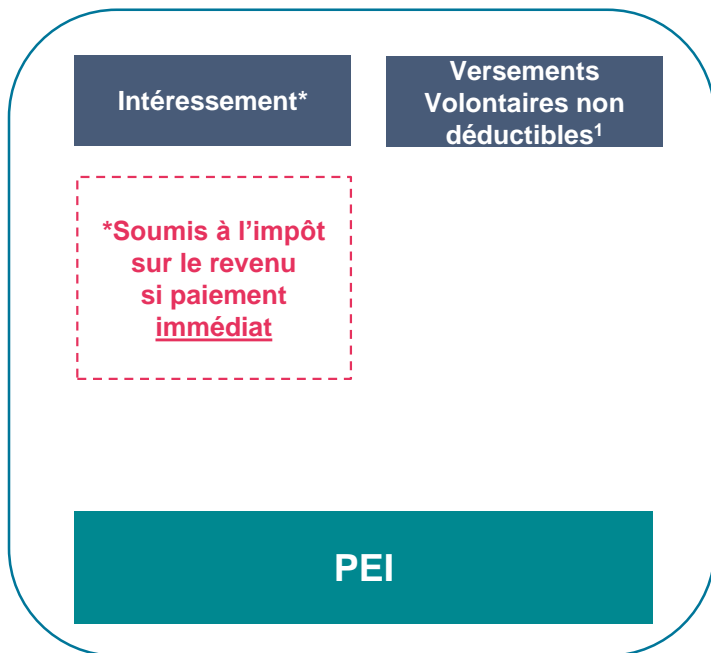 Intéressement*
Versements
Volontaires non
déductibles¹
*Soumis à l’impôt
sur le revenu
si paiement
immédiat
PEI